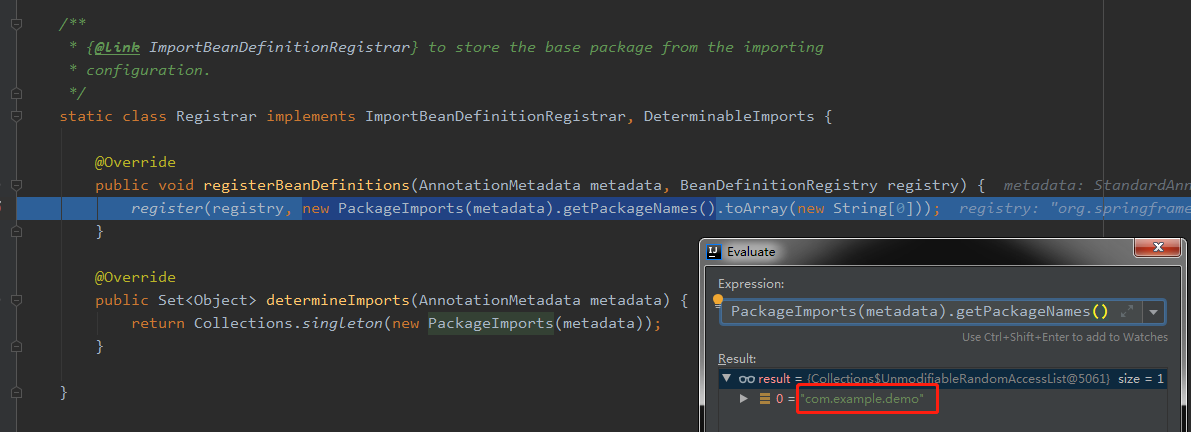 /**
* {@link ImportBeanDefinitionRegistrar} to store the base package from the importing
* configuration.
*/
static class Registrar implements ImportBeanDefinitionRegistrar, DeterminableImports {
@Override
public void registerBeanDefinitions(AnnotationMetadata metadata, BeanDefinitionRegistry registry) { metadata: StandardAnn
register(registry, new PackageImports(metadata).getPackageNames().toArray(new String[0])); registry: "org.springframe
}
@Override
public Set<Object> determineImports(AnnotationMetadata metadata) {
return Collections.singleton(new PackageImports(metadata));
}
}
IJ Evaluate
Expression:
PackageImports(metadata).getPackageNames()
Use Ctrl+Shift+Enter to add to Watches
Result:
result = {Collections$UnmodifiableRandomAccessList@5061} size = 1
0 = "com.example.demo"